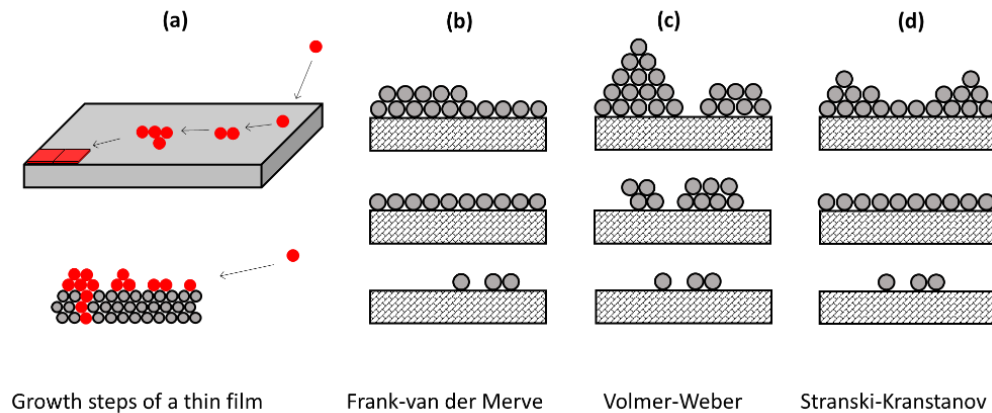 (a)
(b)
(c)
(d)
Growth steps of a thin film
Frank-van der Merve
Volmer-Weber
Stranski-Kranstanov